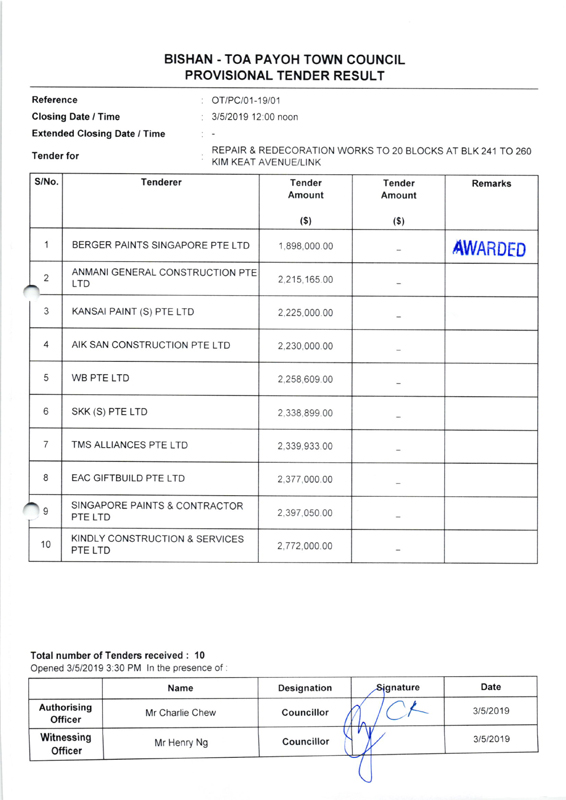 BISHAN - TOA PAYOH TOWN COUNCIL
PROVISIONAL TENDER RESULT
Reference : OT/PC/01-19/01
Closing Date / Time : 3/5/2019 12:00 noon
Extended Closing Date / Time : -
Tender for : REPAIR & REDECORATION WORKS TO 20 BLOCKS AT BLK 241 TO 260
KIM KEAT AVENUE/LINK
S/No. Tenderer Tender Amount ($) Tender Amount ($) Remarks
1 BERGER PAINTS SINGAPORE PTE LTD 1,898,000.00 - AWARDED
2 ANMANI GENERAL CONSTRUCTION PTE LTD 2,215,165.00 -
3 KANSAI PAINT (S) PTE LTD 2,225,000.00 -
4 AIK SAN CONSTRUCTION PTE LTD 2,230,000.00 -
5 WB PTE LTD 2,258,609.00 -
6 SKK (S) PTE LTD 2,338,899.00 -
7 TMS ALLIANCES PTE LTD 2,339,933.00 -
8 EAC GIFTBUILD PTE LTD 2,377,000.00 -
9 SINGAPORE PAINTS & CONTRACTOR PTE LTD 2,397,050.00 -
10 KINDLY CONSTRUCTION & SERVICES PTE LTD 2,772,000.00 -
Total number of Tenders received : 10
Opened 3/5/2019 3:30 PM In the presence of :
Name Designation Signature Date
Authorising Officer Mr Charlie Chew Councillor CK 3/5/2019
Witnessing Officer Mr Henry Ng Councillor 3/5/2019